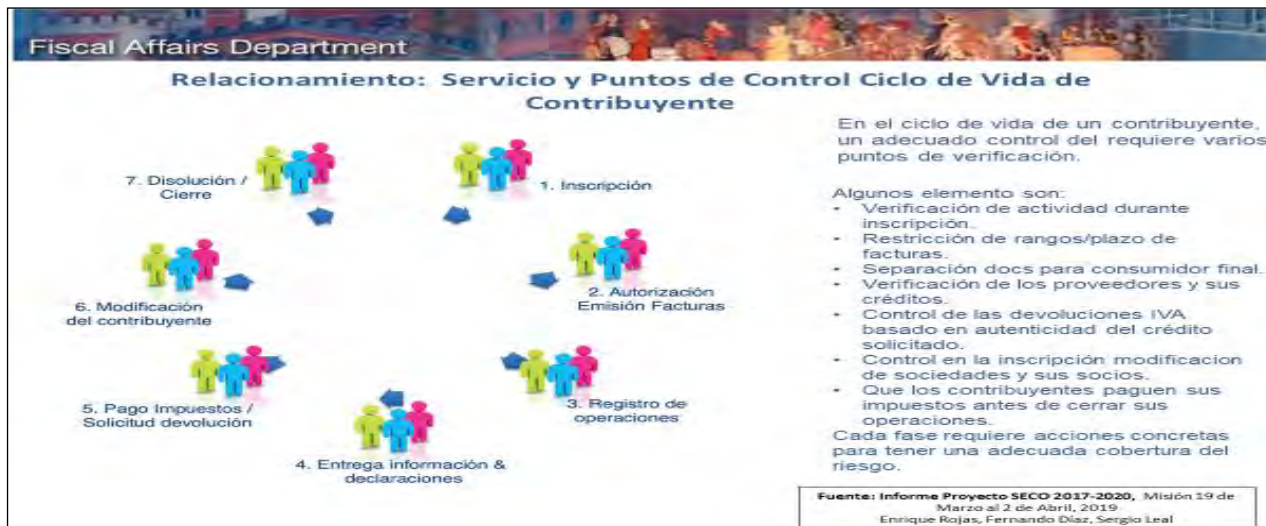 Fiscal Affairs Department
Relacionamiento: Servicio y Puntos de Control Ciclo de Vida de
Contribuyente
7. Disolución /
Cierre
1. Inscripción
6. Modificación
del contribuyente
2. Autorización
Emisión Facturas
5. Pago Impuestos /
Solicitud devolución
3. Registro de
operaciones
4. Entrega información &
declaraciones
En el ciclo de vida de un contribuyente,
un adecuado control del requiere varios
puntos de verificación.
Algunos elemento son:
• Verificación de actividad durante
inscripción.
• Restricción de rangos/plazo de
facturas.
• Separación docs para consumidor final.
• Verificación de los proveedores y sus
créditos.
• Control de las devoluciones IVA
basado en autenticidad del crédito
solicitado.
• Control en la inscripción modificacion
de sociedades y sus socios.
• Que los contribuyentes paguen sus
impuestos antes de cerrar sus
operaciones.
Cada fase requiere acciones concretas
para tener una adecuada cobertura del
riesgo.
Fuente: Informe Proyecto SECO 2017-2020, Misión 19 de
Marzo al 2 de Abril, 2019
Enrique Rojas, Fernando Díaz, Sergio Leal